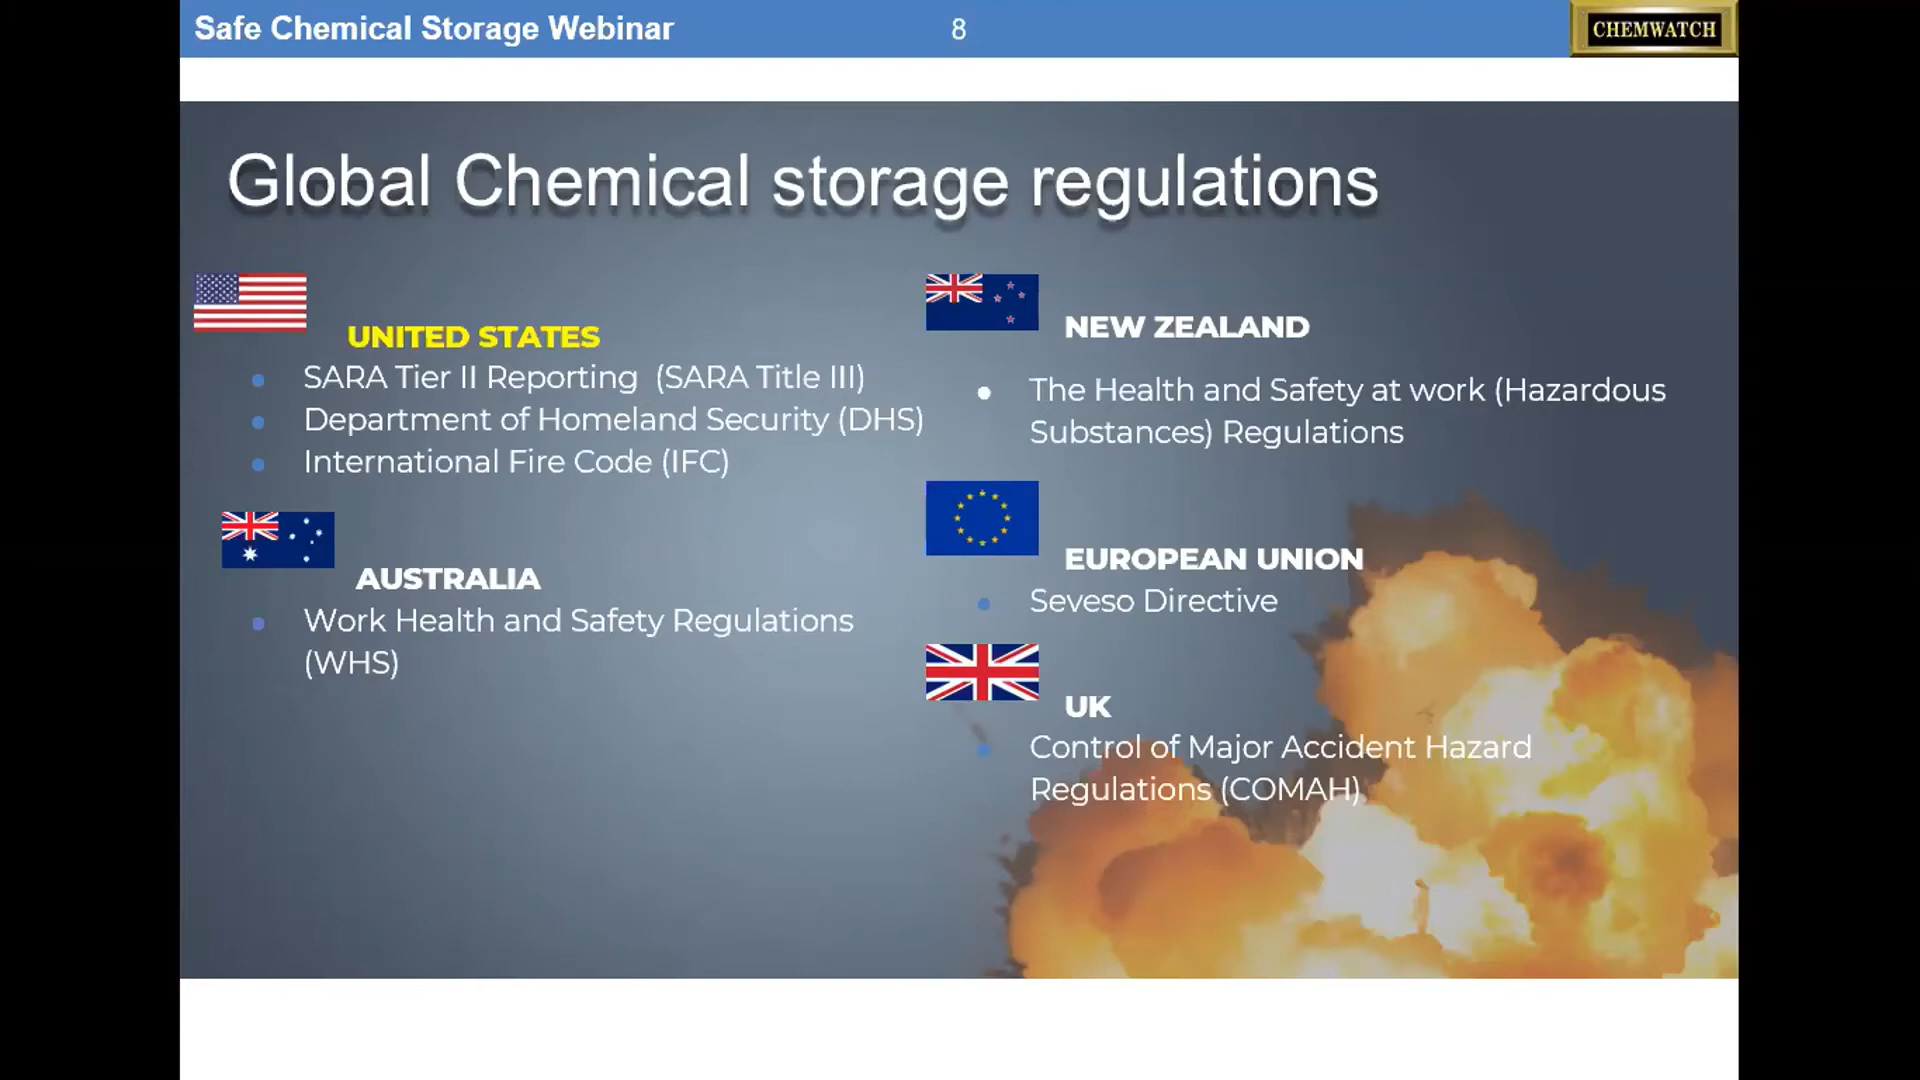 Safe Chemical Storage Webinar
8
CHEMWATCH
Global Chemical storage regulations
UNITED STATES
SARA Tier II Reporting (SARA Title III)
Department of Homeland Security (DHS)
International Fire Code (IFC)
AUSTRALIA
Work Health and Safety Regulations
(WHS)
NEW ZEALAND
The Health and Safety at work (Hazardous
Substances) Regulations
EUROPEAN UNION
Seveso Directive
UK
Control of Major Accident Hazard
Regulations (COMAH)